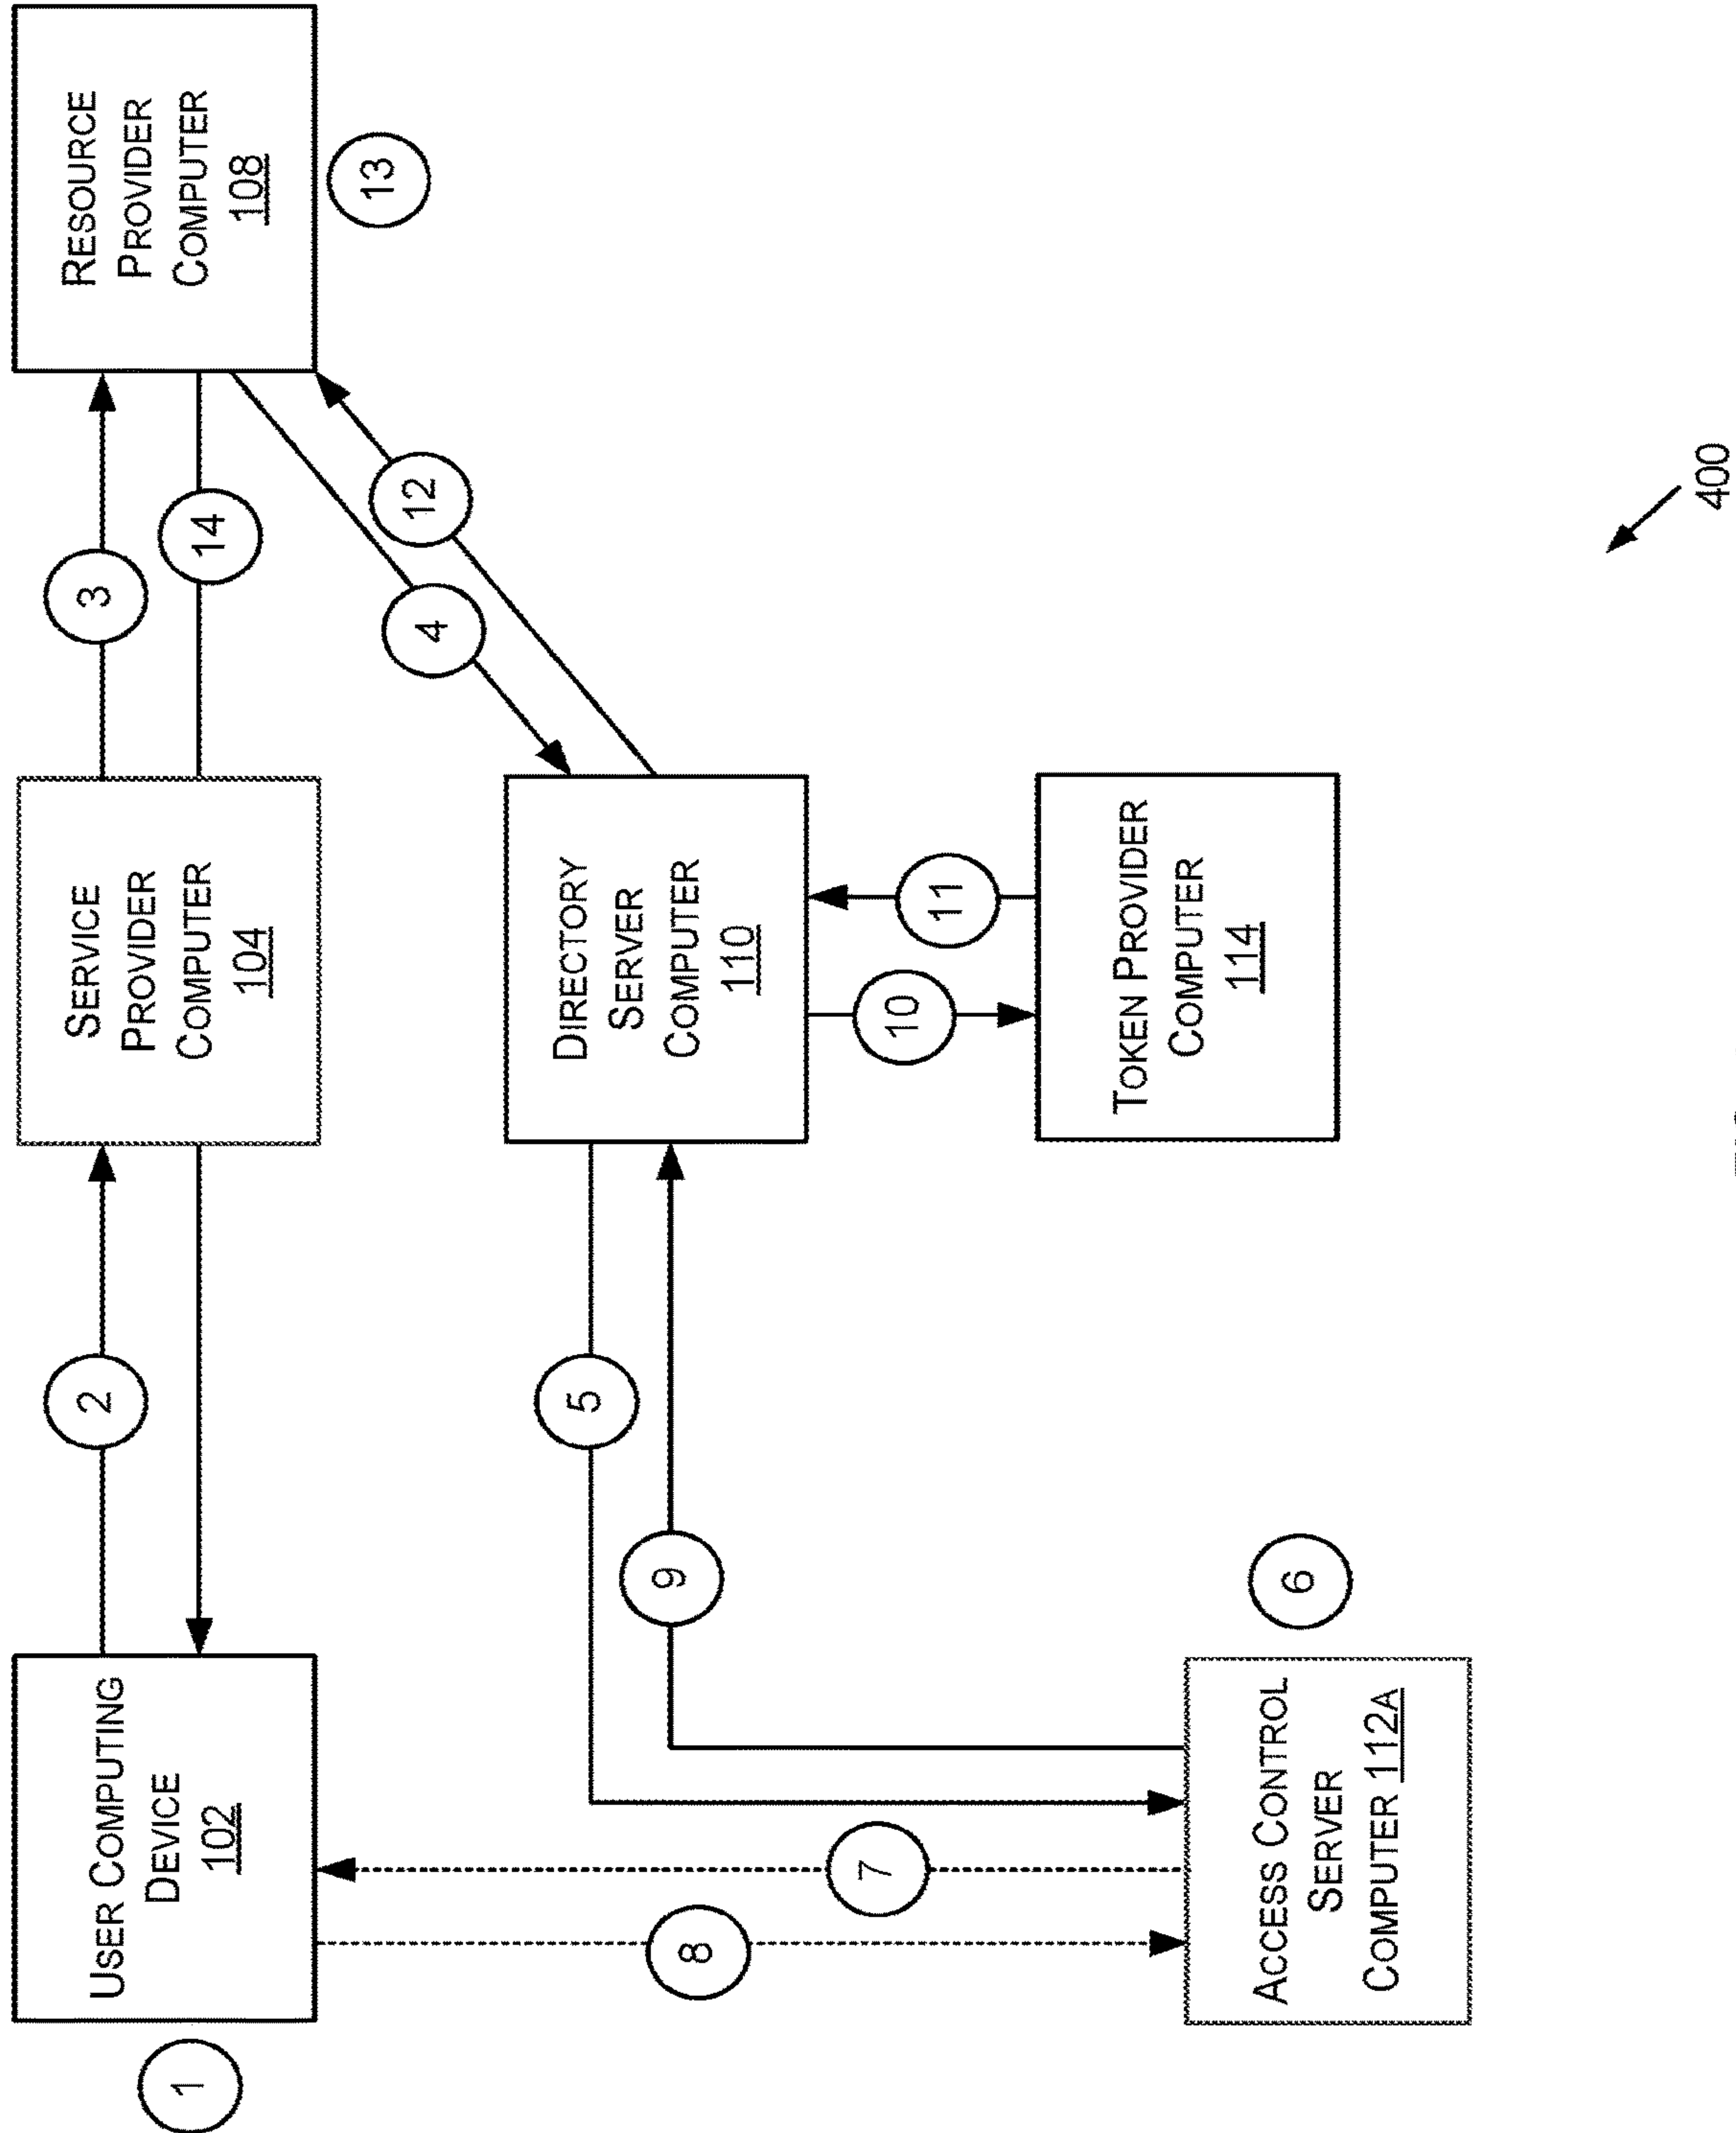 1
USER COMPUTING
DEVICE
102
2
SERVICE
PROVIDER
COMPUTER
104
3
14
RESOURCE
PROVIDER
COMPUTER
108
13
12
4
5
9
DIRECTORY
SERVER
COMPUTER
110
8
7
10
11
ACCESS CONTROL
SERVER
COMPUTER 112A
6
TOKEN PROVIDER
COMPUTER
114
400